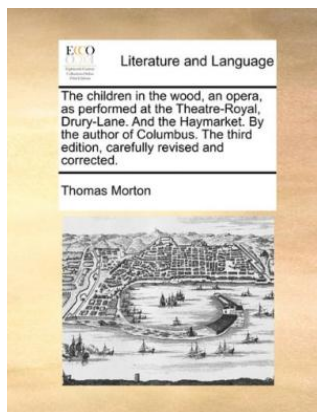 ECCO
Literature and Language
The children in the wood, an opera,
as performed at the Theatre-Royal,
Drury-Lane. And the Haymarket. By
the author of Columbus. The third
edition, carefully revised and
corrected.
Thomas Morton